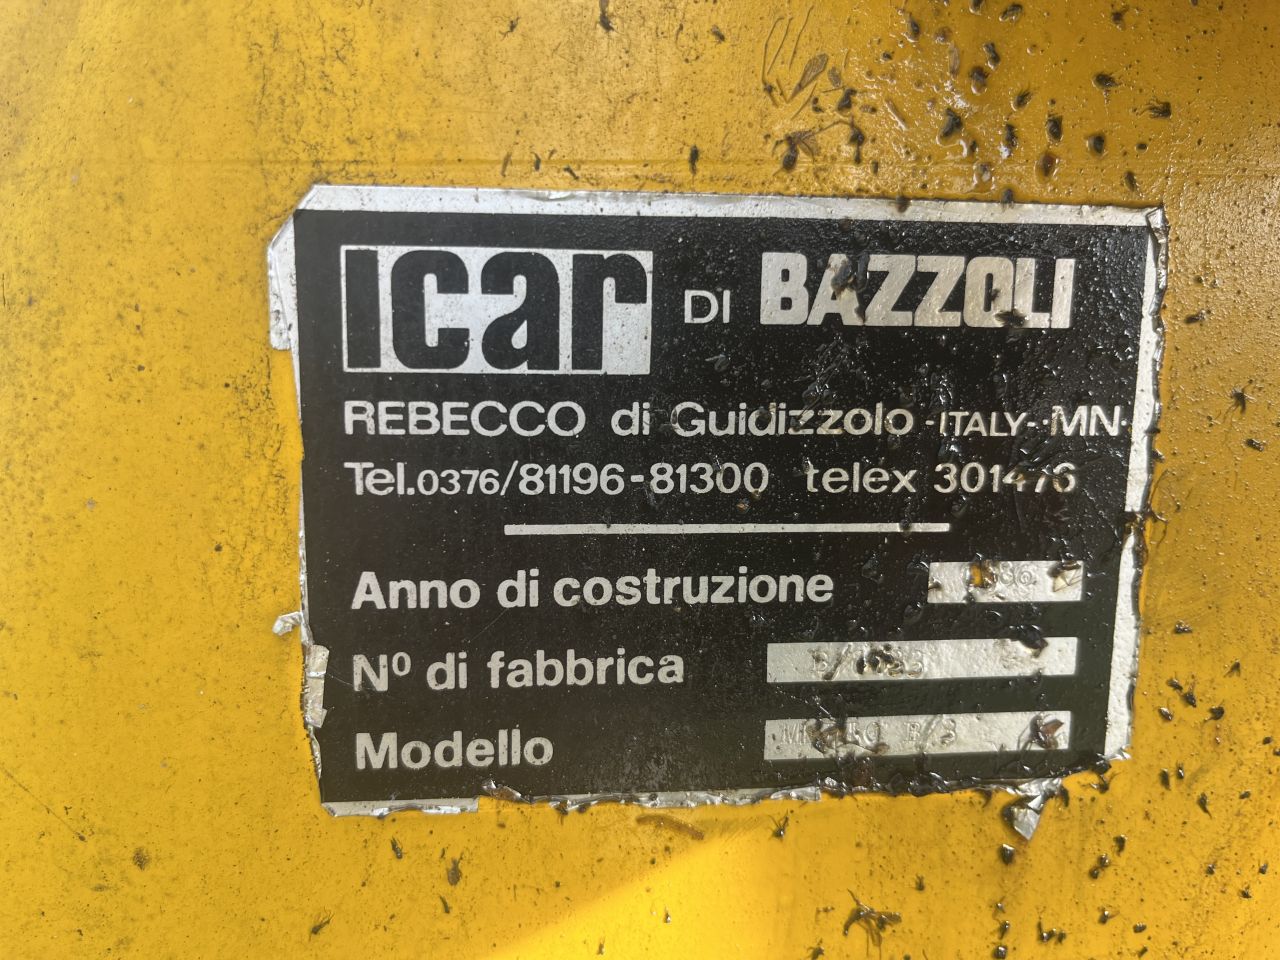 Icar DI BAZZOLI
REBECCO di Guidizzolo -ITALY- MN-
Tel.0376/81196-81300 telex 301476
Anno di costruzione
Nº di fabbrica
Modello B/3